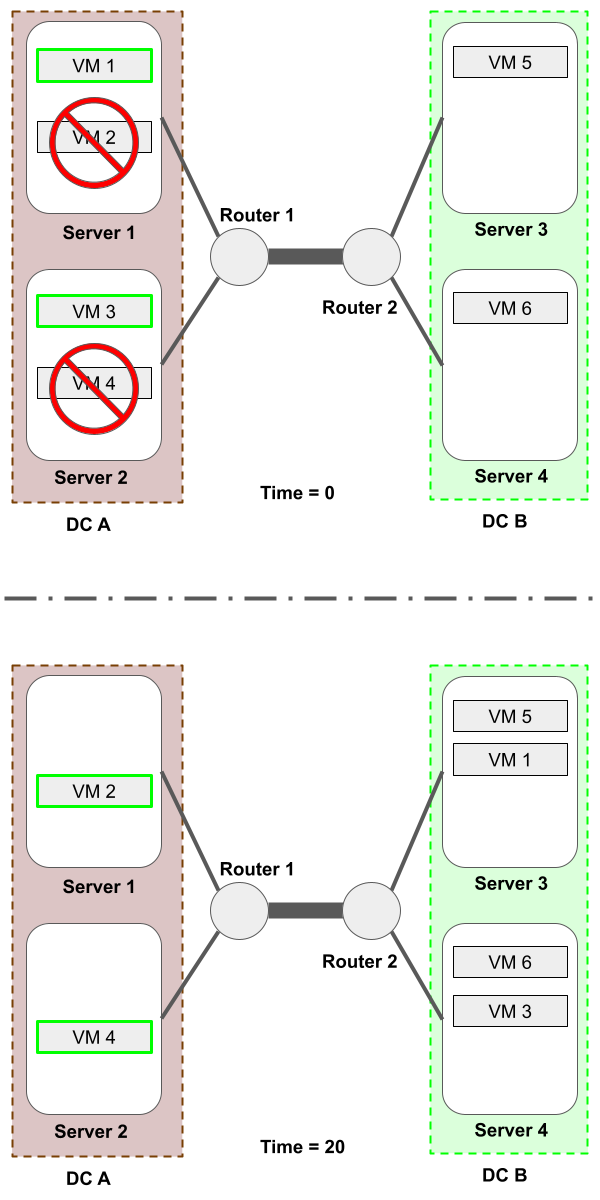 VM 1
VM 2
Server 1
VM 3
VM 4
Server 2
DC A
Router 1
Router 2
Time = 0
VM 5
Server 3
VM 6
Server 4
DC B
VM 2
Server 1
VM 4
Server 2
DC A
Router 1
Router 2
Time = 20
VM 5
VM 1
Server 3
VM 6
VM 3
Server 4
DC B